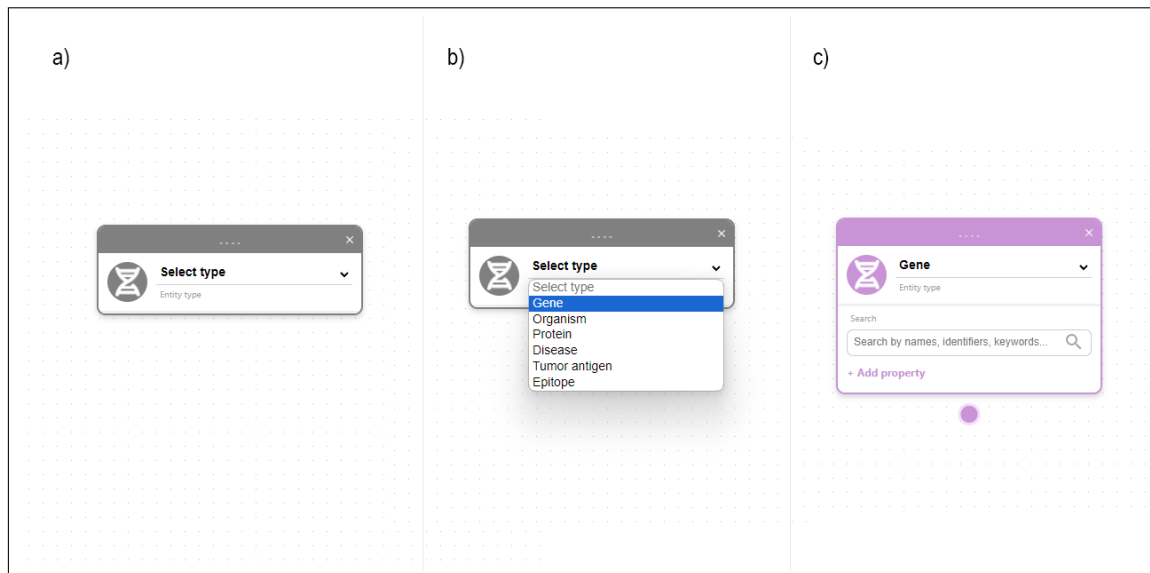 a)
- - - - ×
Select type
Entity type
b)
- - - - ×
Select type
Select type
Gene
Organism
Protein
Disease
Tumor antigen
Epitope
c)
- - - - ×
Gene
Entity type
Search
Search by names, identifiers, keywords...
+ Add property